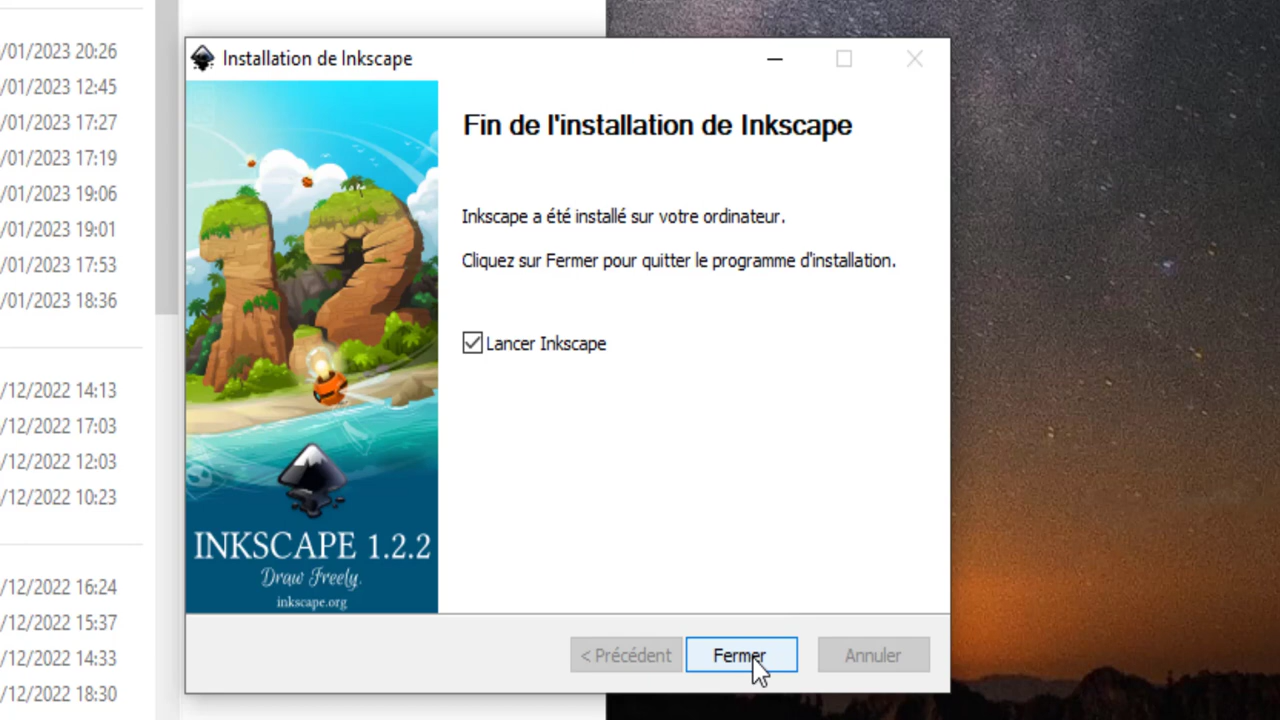 /01/2023 20:26
/01/2023 12:45
/01/2023 17:27
/01/2023 17:19
/01/2023 19:06
/01/2023 19:01
/01/2023 17:53
/01/2023 18:36
/12/2022 14:13
/12/2022 17:03
/12/2022 12:03
/12/2022 10:23
/12/2022 16:24
/12/2022 15:37
/12/2022 14:33
/12/2022 18:30
Installation de Inkscape
Fin de l'installation de Inkscape
Inkscape a été installé sur votre ordinateur.
Cliquez sur Fermer pour quitter le programme d'installation.
Lancer Inkscape
12
INKSCAPE 1.2.2
Draw Freely.
inkscape.org
< Précédent
Fermer
Annuler